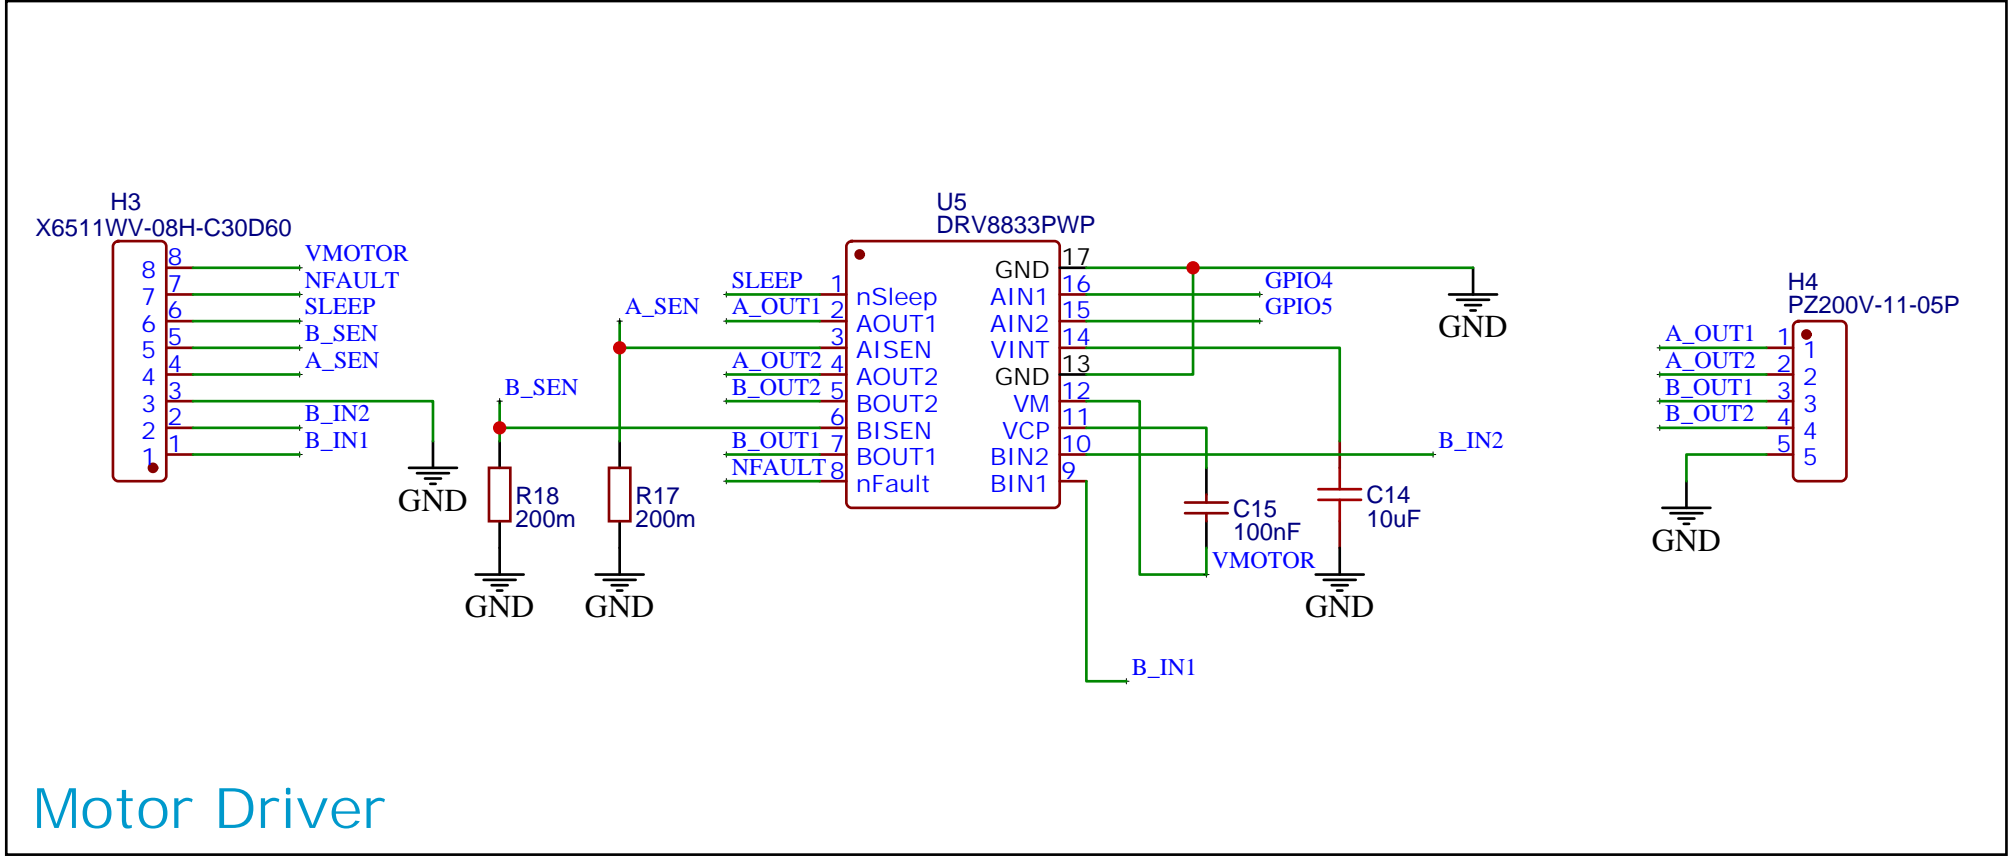 H3
X6511WV-08H-C30D60
8 8 VMOTOR
7 7 NFAULT
6 6 SLEEP
5 5 B_SEN
4 4 A_SEN
3 3
2 2 B_IN2
1 1 B_IN1
GND
B_SEN
A_SEN
R18
200m
R17
200m
GND
GND
U5
DRV8833PWP
SLEEP 1 nSleep
A_OUT1 2 AOUT1
3 AISEN
A_OUT2 4 AOUT2
B_OUT2 5 BOUT2
6 BISEN
B_OUT1 7 BOUT1
NFAULT 8 nFault
GND 17
AIN1 16 GPIO4
AIN2 15 GPIO5
VINT 14
GND 13
VM 12
VCP 11
BIN2 10 B_IN2
BIN1 9
GND
C15
100nF
VMOTOR
C14
10uF
GND
B_IN1
H4
PZ200V-11-05P
A_OUT1 1 1
A_OUT2 2 2
B_OUT1 3 3
B_OUT2 4 4
5 5
GND
Motor Driver